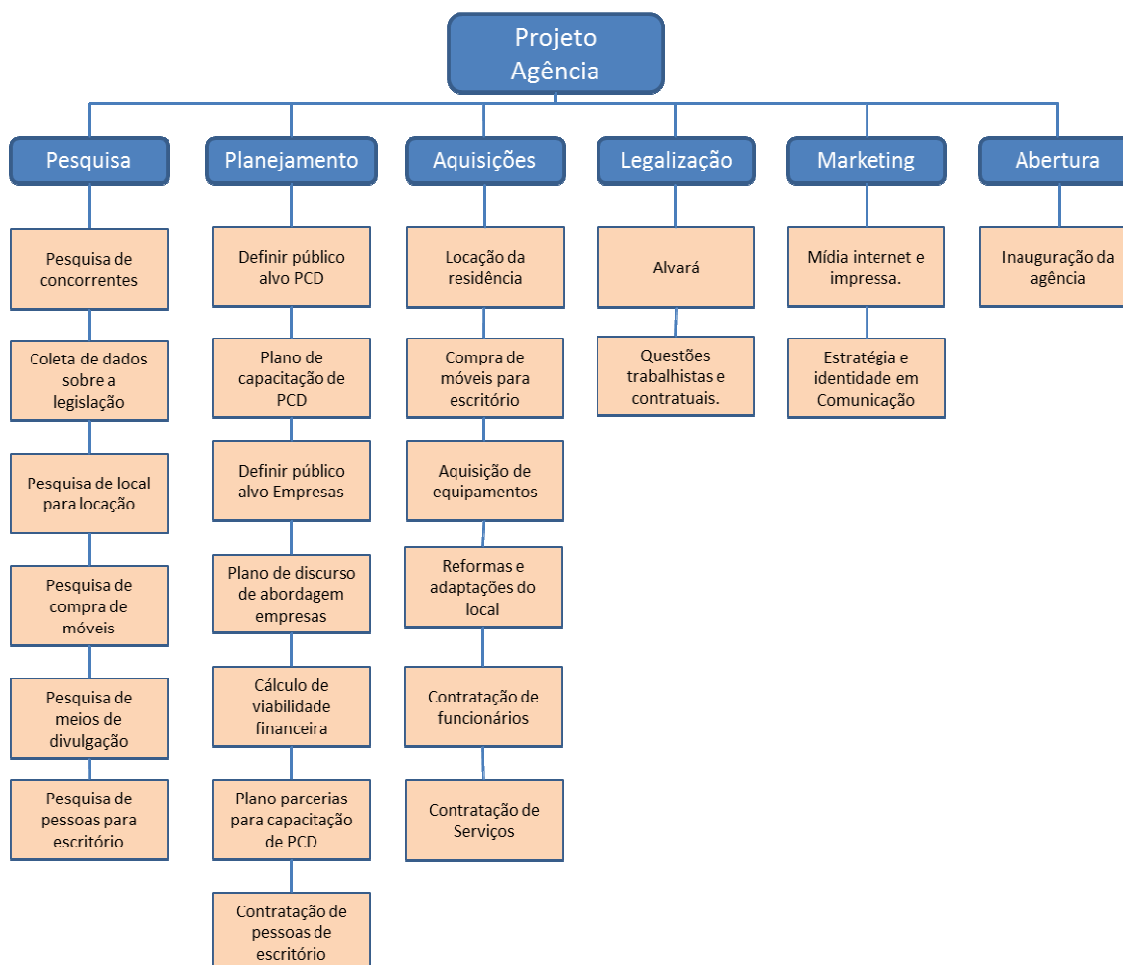 Projeto
Agência
Pesquisa
Planejamento
Aquisições
Legalização
Marketing
Abertura
Pesquisa de
concorrentes
Coleta de dados
sobre a
legislação
Pesquisa de local
para locação
Pesquisa de
compra de
móveis
Pesquisa de
meios de
divulgação
Pesquisa de
pessoas para
escritório
Definir público
alvo PCD
Plano de
capacitação de
PCD
Definir público
alvo Empresas
Plano de discurso
de abordagem
empresas
Cálculo de
viabilidade
financeira
Plano parcerias
para capacitação
de PCD
Contratação de
pessoas de
escritório
Locação da
residência
Compra de
móveis para
escritório
Aquisição de
equipamentos
Reformas e
adaptações do
local
Contratação de
funcionários
Contratação de
Serviços
Alvará
Questões
trabalhistas e
contratuais.
Mídia internet e
impressa.
Estratégia e
identidade em
Comunicação
Inauguração da
agência